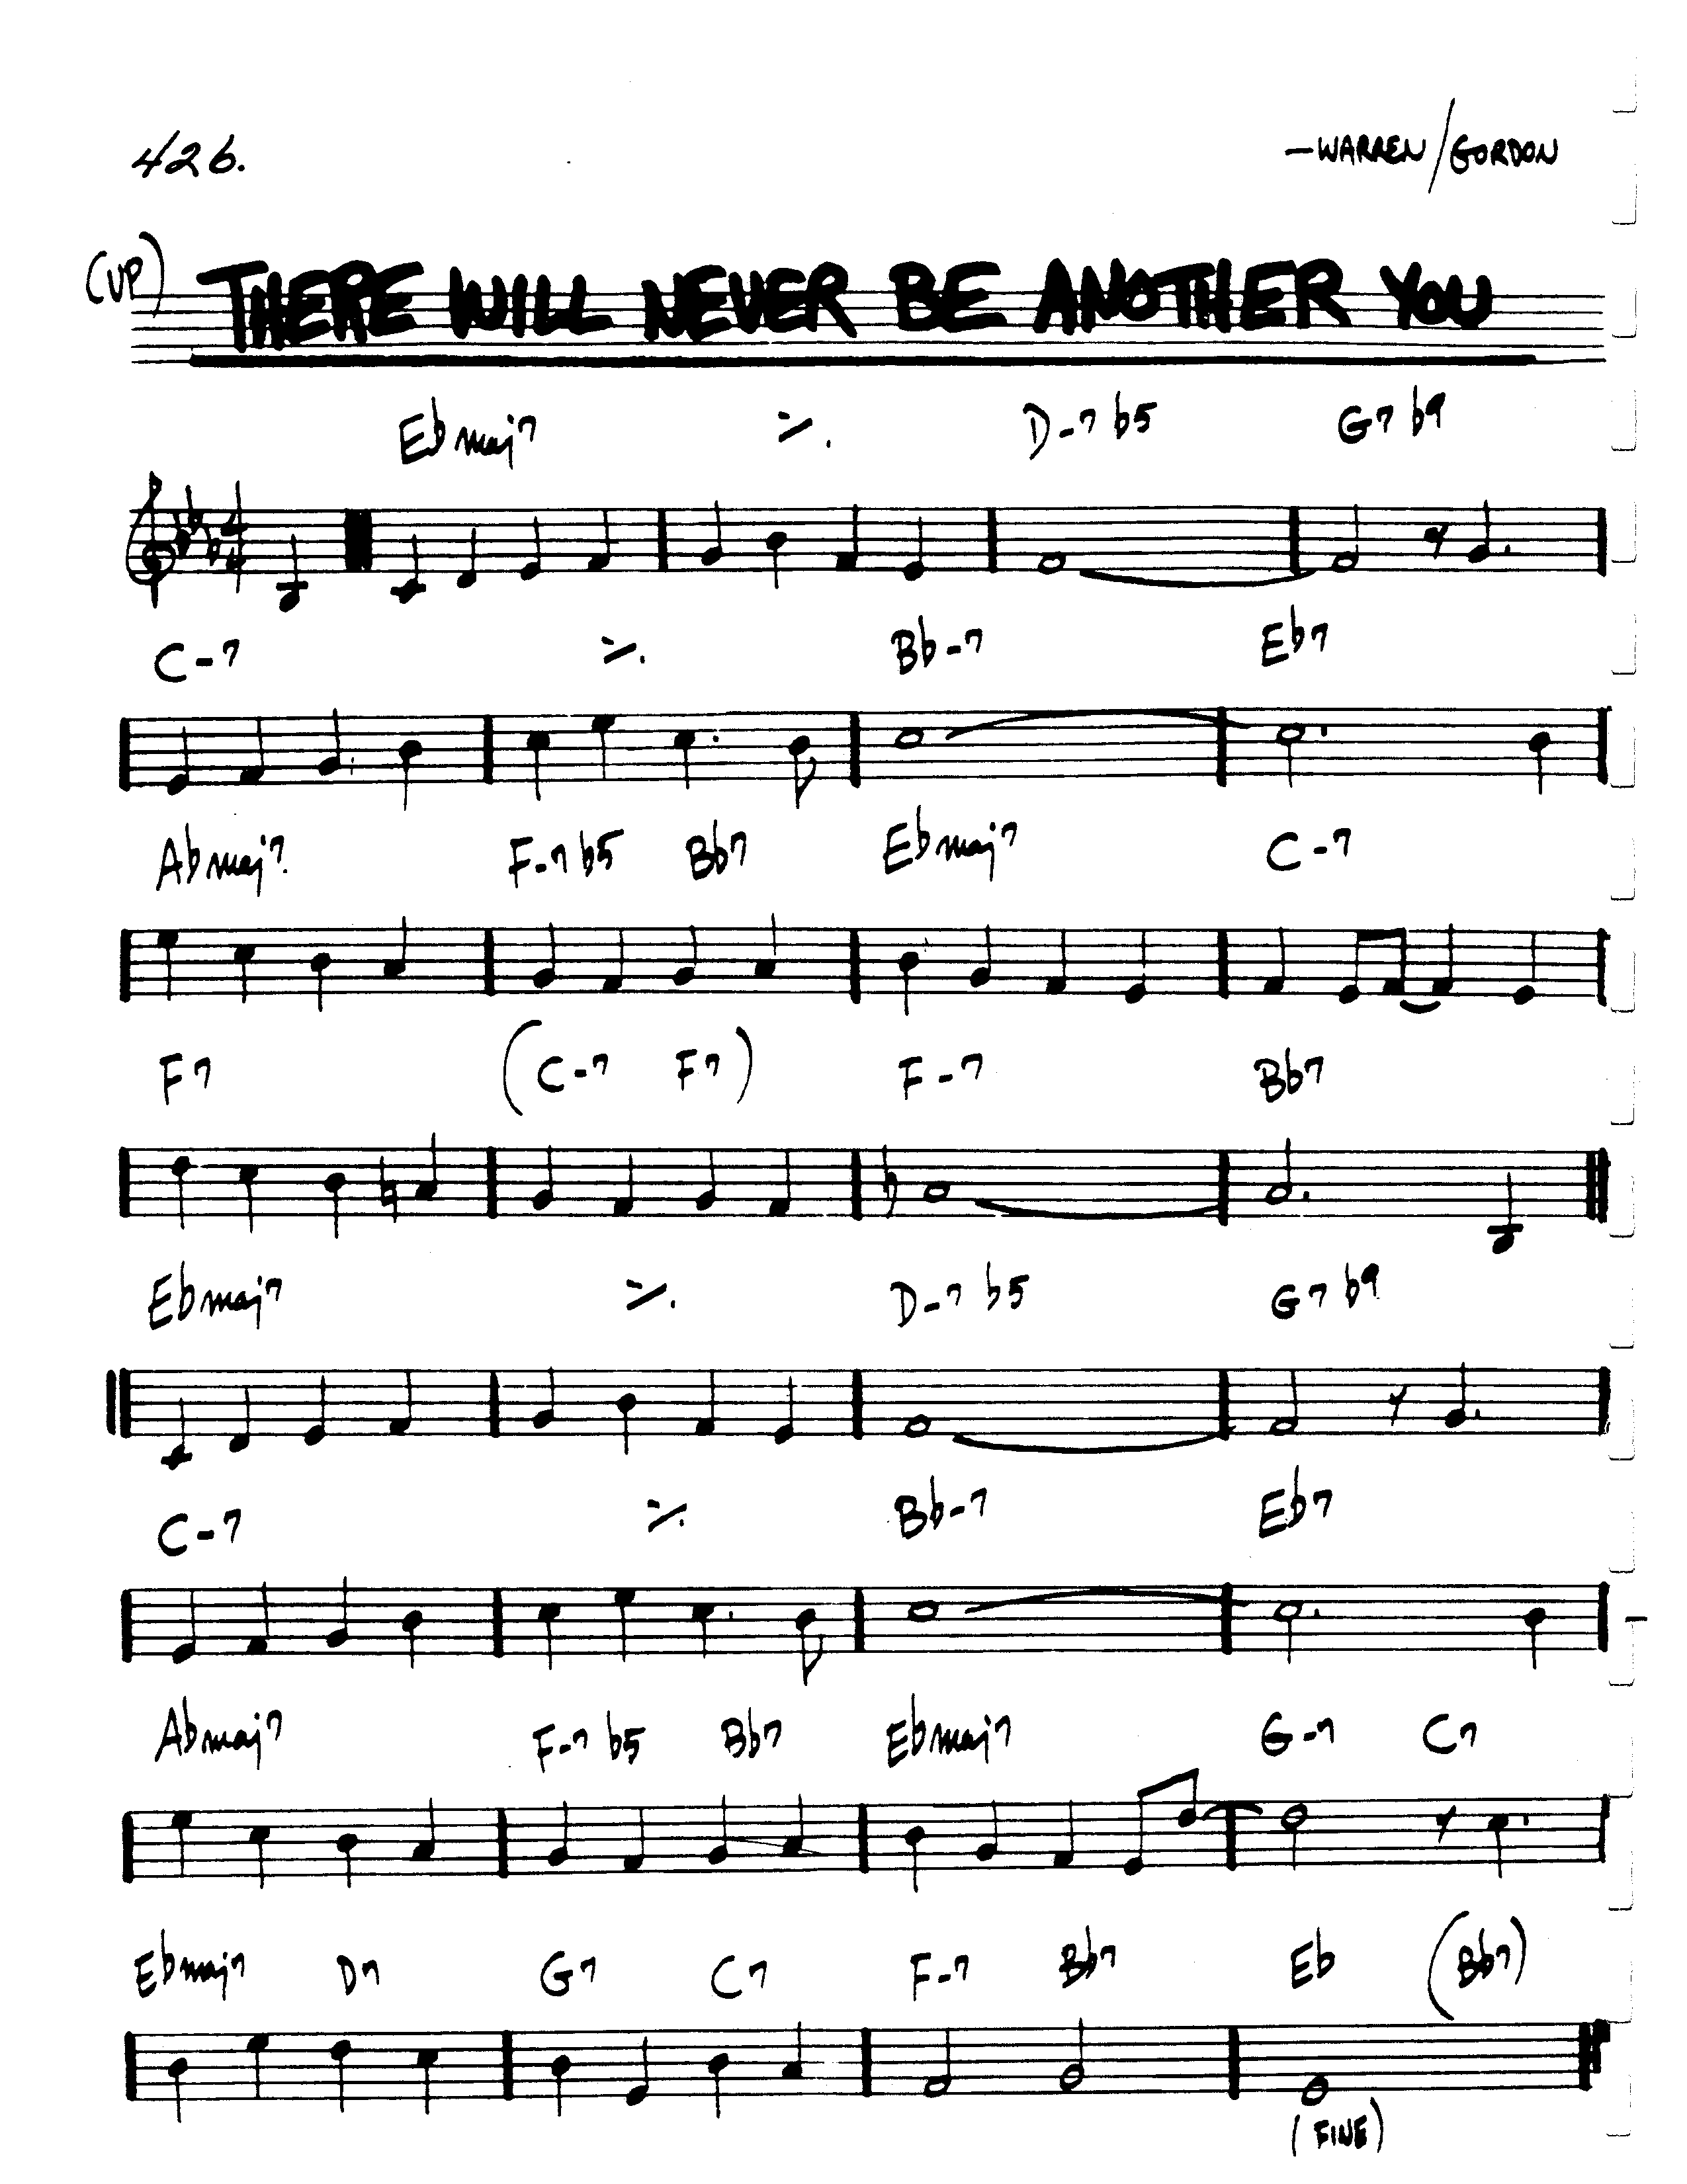 426.
-WARREN/GORDON
(UP) THERE WILL NEVER BE ANOTHER YOU
Ebmaj7 D-7 b5 G7 b9
4
4
C-7 Bb-7 Eb7
Abmaj7 F-7 b5 Bb7 Ebmaj7 C-7
F7 (C-7 F7) F-7 Bb7
Ebmaj7 D-7 b5 G7 b9
C-7 Bb-7 Eb7
Abmaj7 F-7 b5 Bb7 Ebmaj7 G-7 C7
Ebmaj7 D7 G7 C7 F-7 Bb7 Eb (Bb7)
(FINE)